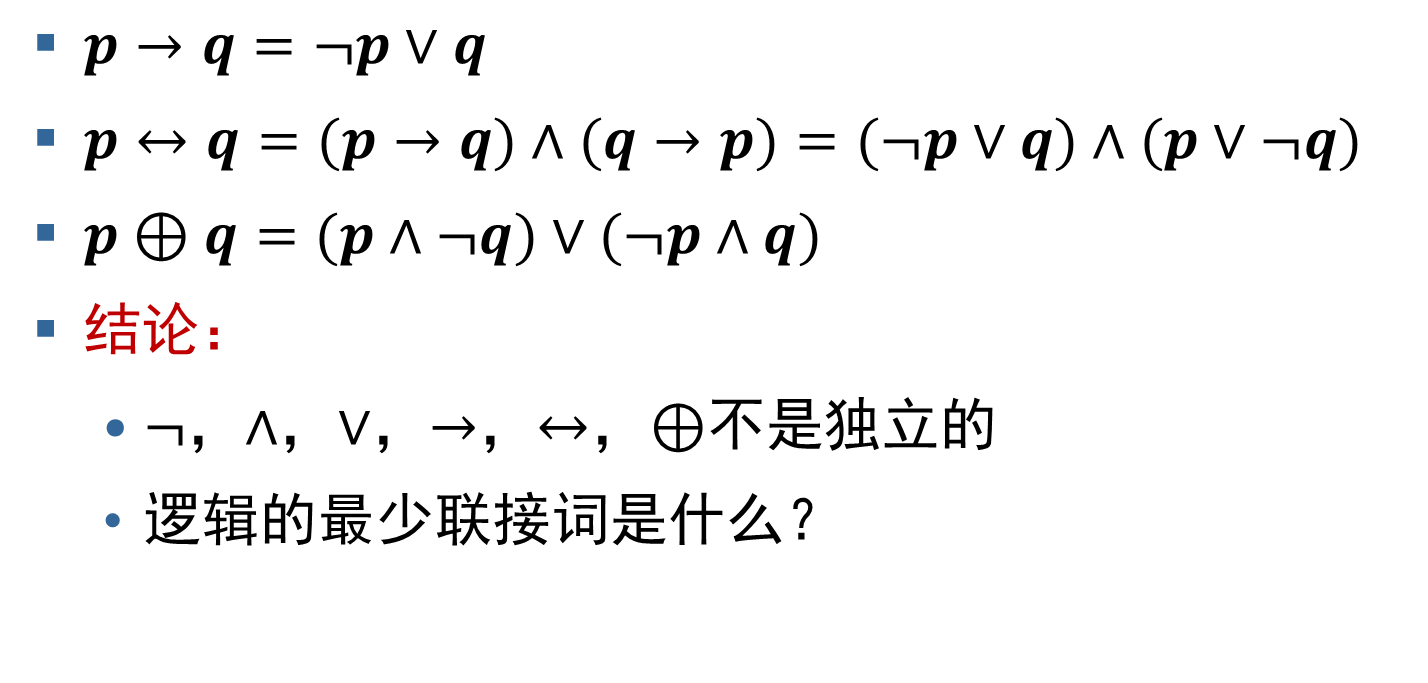 ▪ p → q = ¬p ∨ q
▪ p ↔ q = (p → q) ∧ (q → p) = (¬p ∨ q) ∧ (p ∨ ¬q)
▪ p ⊕ q = (p ∧ ¬q) ∨ (¬p ∧ q)
▪ 结论：
• ¬，∧，∨，→，↔，⊕不是独立的
• 逻辑的最少联接词是什么？